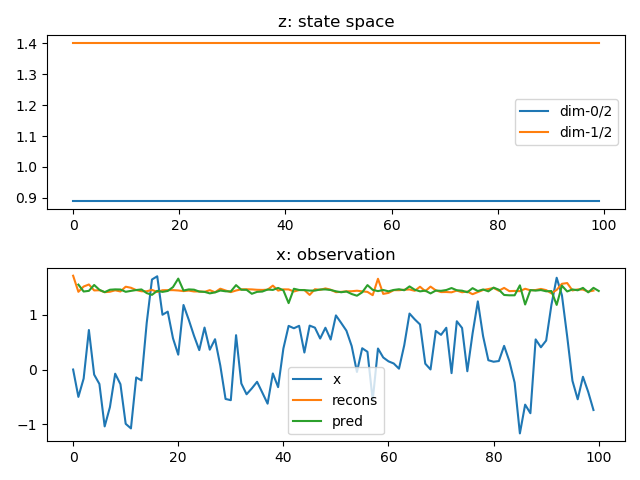 z: state space
1.4
1.3
1.2
1.1
1.0
0.9
dim-0/2
dim-1/2
0 20 40 60 80 100
x: observation
1
0
−1
x
recons
pred
0 20 40 60 80 100